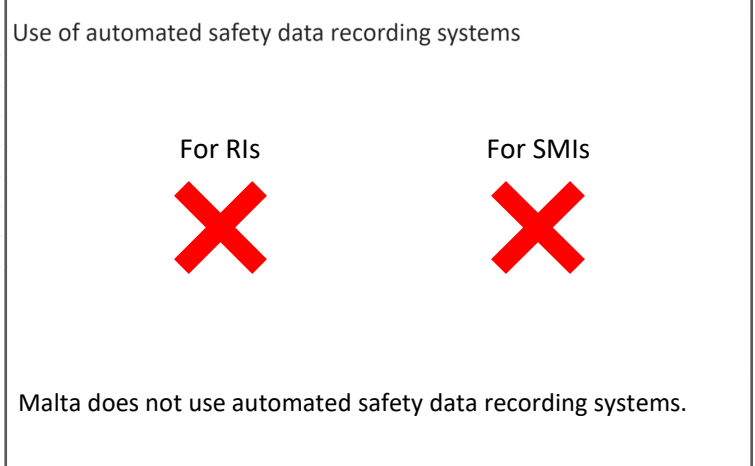 Use of automated safety data recording systems
For RIs
For SMIs
Malta does not use automated safety data recording systems.